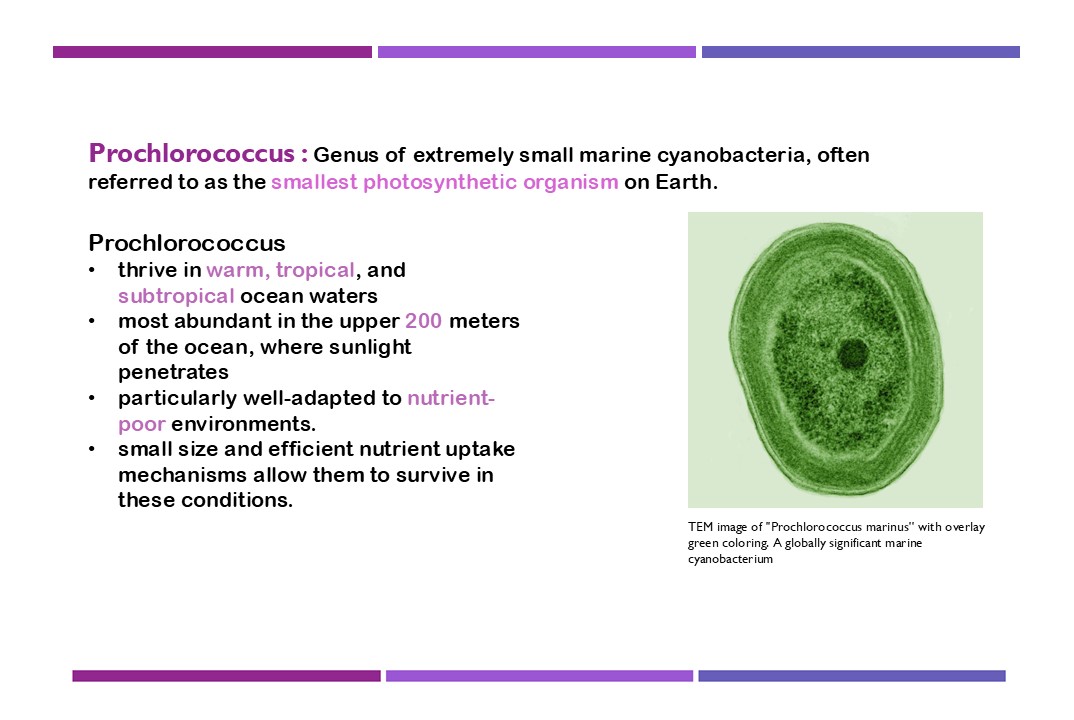 Prochlorococcus : Genus of extremely small marine cyanobacteria, often
referred to as the smallest photosynthetic organism on Earth.
Prochlorococcus
• thrive in warm, tropical, and
subtropical ocean waters
• most abundant in the upper 200 meters
of the ocean, where sunlight
penetrates
• particularly well-adapted to nutrient-
poor environments.
• small size and efficient nutrient uptake
mechanisms allow them to survive in
these conditions.
TEM image of "Prochlorococcus marinus" with overlay
green coloring. A globally significant marine
cyanobacterium